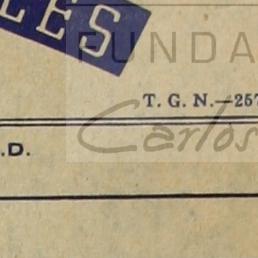 LES
FUNDA
T. G. N.—257
Carlos
.D.